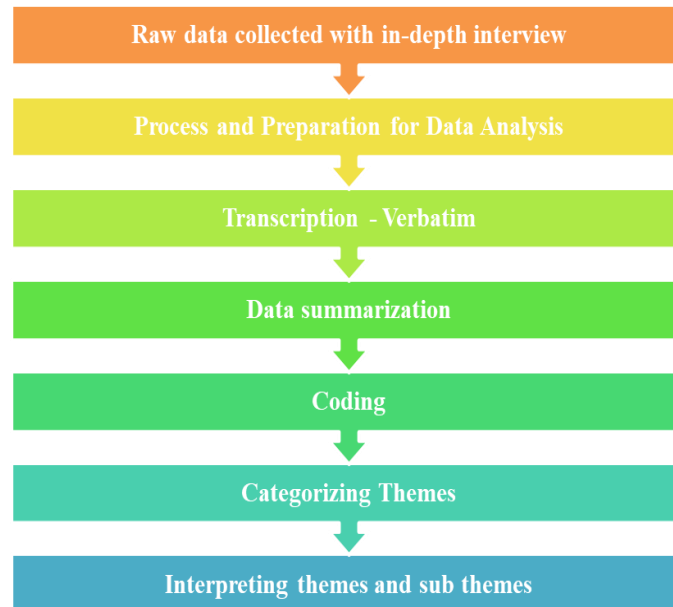 Raw data collected with in-depth interview
Process and Preparation for Data Analysis
Transcription - Verbatim
Data summarization
Coding
Categorizing Themes
Interpreting themes and sub themes